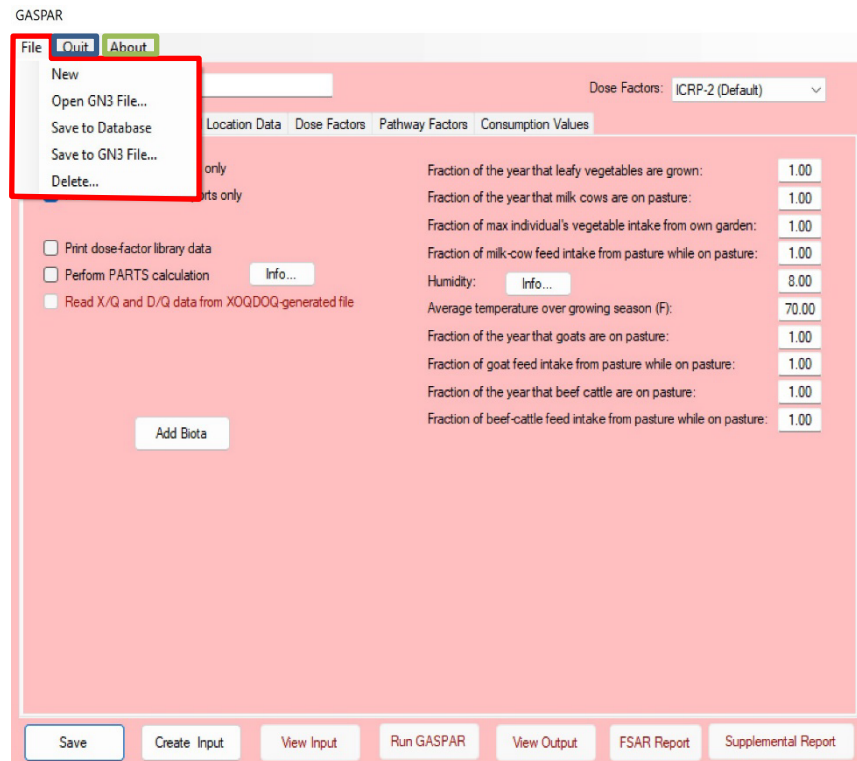 GASPAR
File Quit About
New
Open GN3 File...
Save to Database
Save to GN3 File...
Delete...
Dose Factors: ICRP-2 (Default)
Location Data Dose Factors Pathway Factors Consumption Values
only
orts only
Print dose-factor library data
Perform PARTS calculation Info...
Read X/Q and D/Q data from XOQDOQ-generated file
Add Biota
Fraction of the year that leafy vegetables are grown: 1.00
Fraction of the year that milk cows are on pasture: 1.00
Fraction of max individual's vegetable intake from own garden: 1.00
Fraction of milk-cow feed intake from pasture while on pasture: 1.00
Humidity: Info... 8.00
Average temperature over growing season (F): 70.00
Fraction of the year that goats are on pasture: 1.00
Fraction of goat feed intake from pasture while on pasture: 1.00
Fraction of the year that beef cattle are on pasture: 1.00
Fraction of beef-cattle feed intake from pasture while on pasture: 1.00
Save Create Input View Input Run GASPAR View Output FSAR Report Supplemental Report